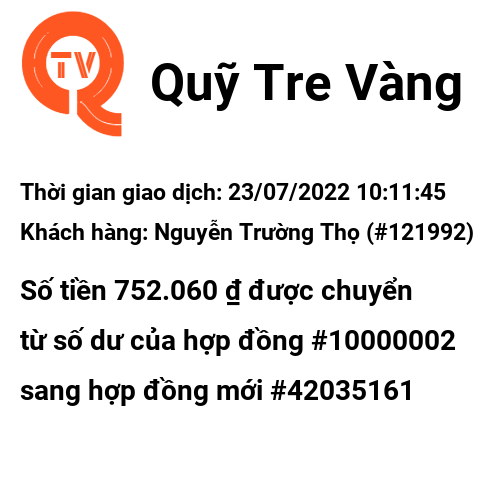 TV
Quỹ Tre Vàng
Thời gian giao dịch: 23/07/2022 10:11:45
Khách hàng: Nguyễn Trường Thọ (#121992)
Số tiền 752.060 ₫ được chuyển
từ số dư của hợp đồng #10000002
sang hợp đồng mới #42035161